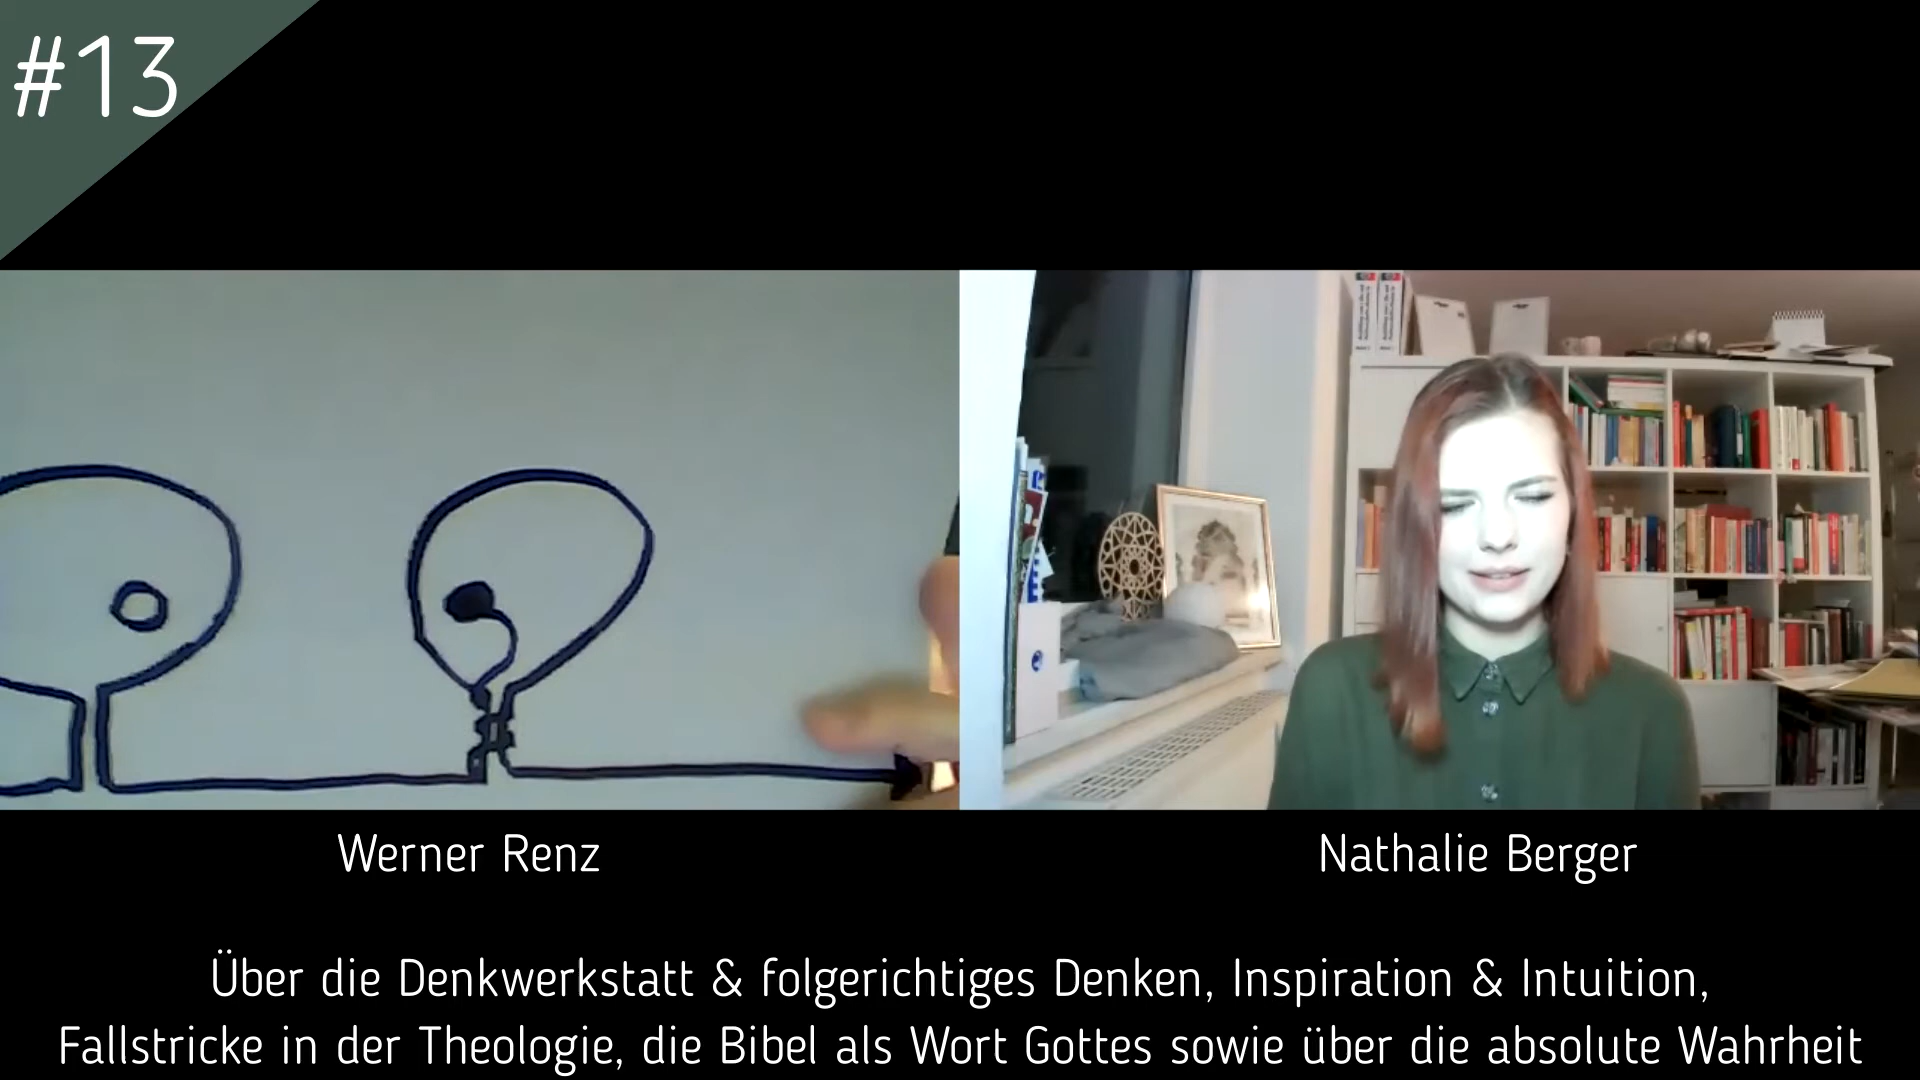 #13
Werner Renz
Nathalie Berger
Über die Denkwerkstatt & folgerichtiges Denken, Inspiration & Intuition,
Fallstricke in der Theologie, die Bibel als Wort Gottes sowie über die absolute Wahrheit